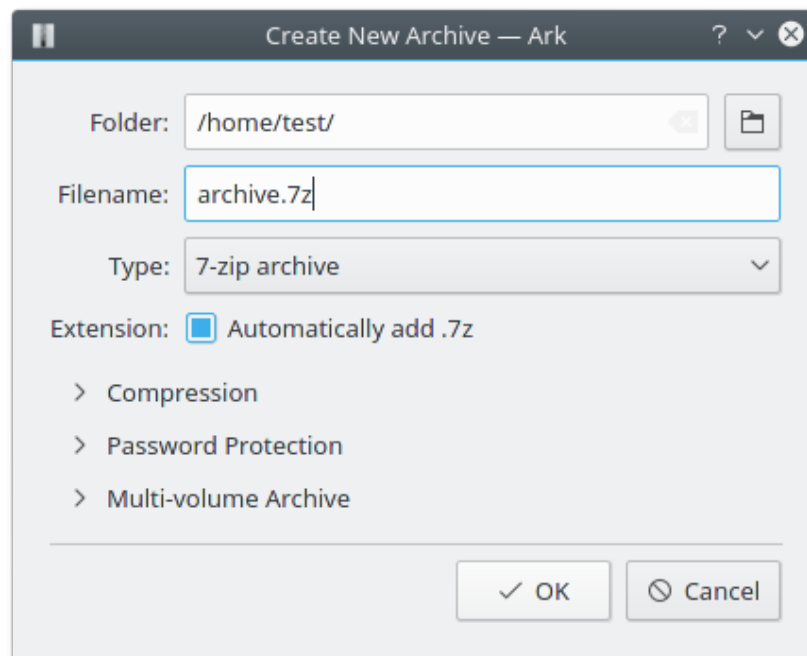 Create New Archive — Ark
Folder: /home/test/
Filename: archive.7z
Type: 7-zip archive
Extension: Automatically add .7z
Compression
Password Protection
Multi-volume Archive
OK Cancel